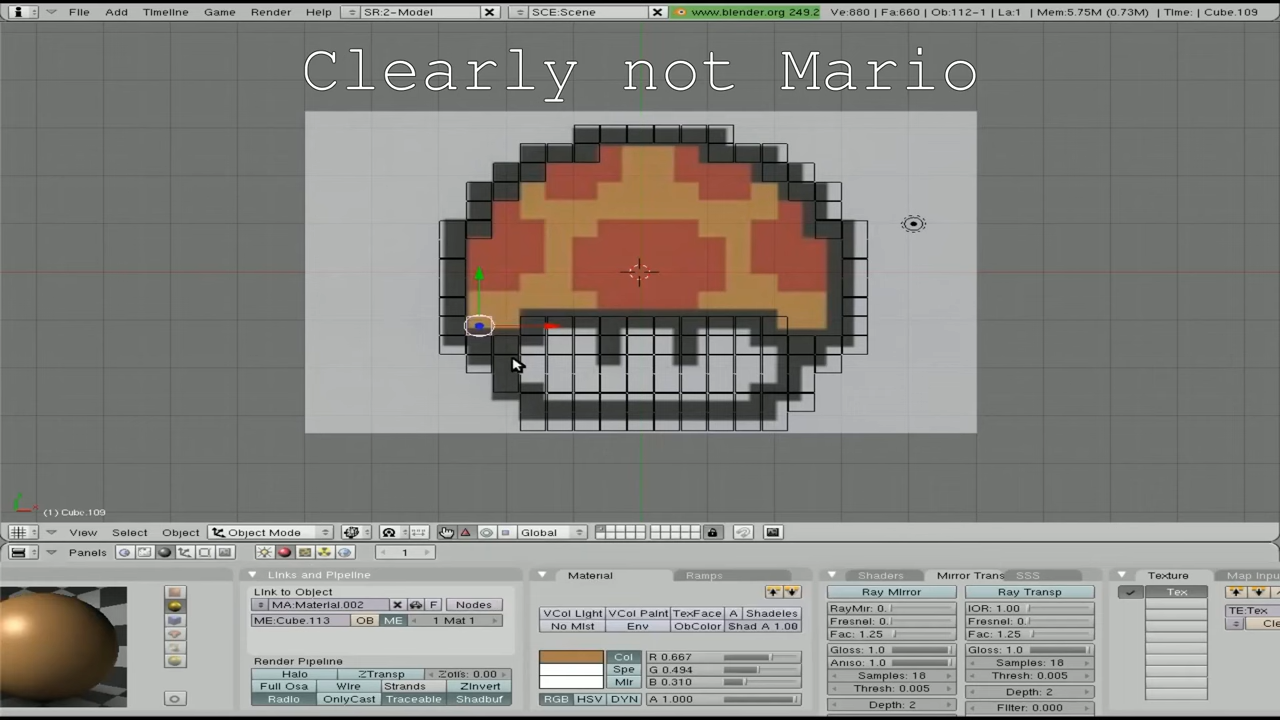 File Add Timeline Game Render Help SR:2-Model SCE:Scene www.blender.org 249.2 Ve:880 | Fa:660 | Ob:112-1 | La:1 | Mem:5.75M (0.73M) | Time: | Cube.109
Clearly not Mario
(1) Cube.109
View Select Object Object Mode Global
Panels 1
Links and Pipeline
Link to Object
MA:Material.002 F Nodes
ME:Cube.113 OB ME 1 Mat 1
Render Pipeline
Halo ZTransp Zoffs: 0.00
Full Osa Wire Strands ZInvert
Radio OnlyCast Traceable Shadbuf
Material Ramps
VCol Light VCol Paint TexFace A Shadeles
No Mist Env ObColor Shad A 1.00
Col R 0.667
Spe G 0.494
Mir B 0.310
RGB HSV DYN A 1.000
Shaders Mirror Trans SSS
Ray Mirror Ray Transp
RayMir: 0. IOR: 1.00
Fresnel: 0. Fresnel: 0.
Fac: 1.25 Fac: 1.25
Gloss: 1.0 Gloss: 1.0
Aniso: 1.0 Samples: 18
Samples: 18 Thresh: 0.005
Thresh: 0.005 Depth: 2
Depth: 2 Filter: 0.000
Texture Map Inpu
Tex
TE:Tex
Cle